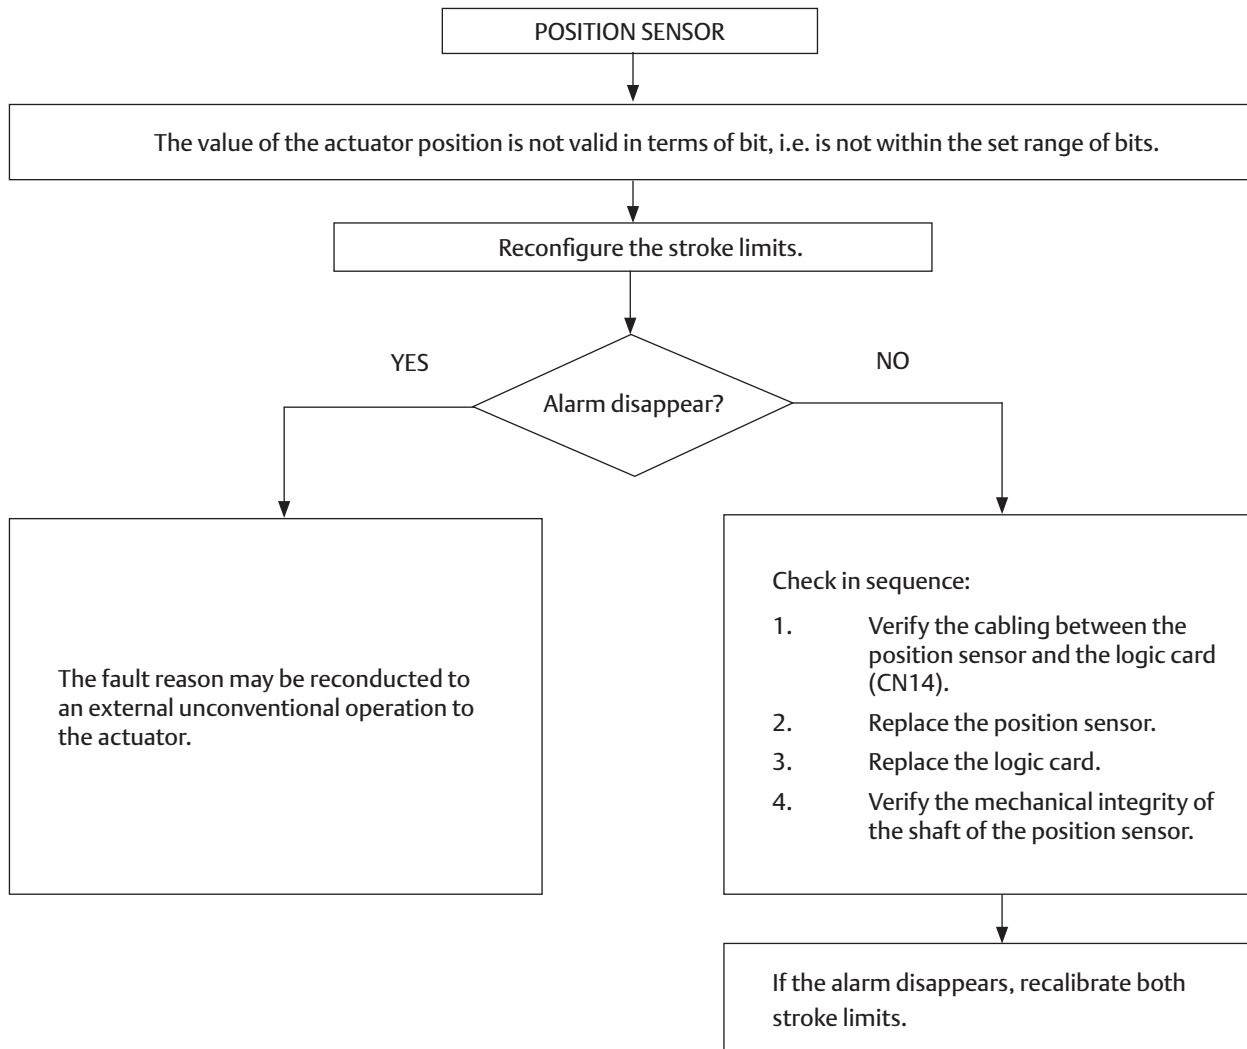 POSITION SENSOR
The value of the actuator position is not valid in terms of bit, i.e. is not within the set range of bits.
Reconfigure the stroke limits.
YES
NO
Alarm disappear?
The fault reason may be reconducted to
an external unconventional operation to
the actuator.
Check in sequence:
1. Verify the cabling between the
position sensor and the logic card
(CN14).
2. Replace the position sensor.
3. Replace the logic card.
4. Verify the mechanical integrity of
the shaft of the position sensor.
If the alarm disappears, recalibrate both
stroke limits.